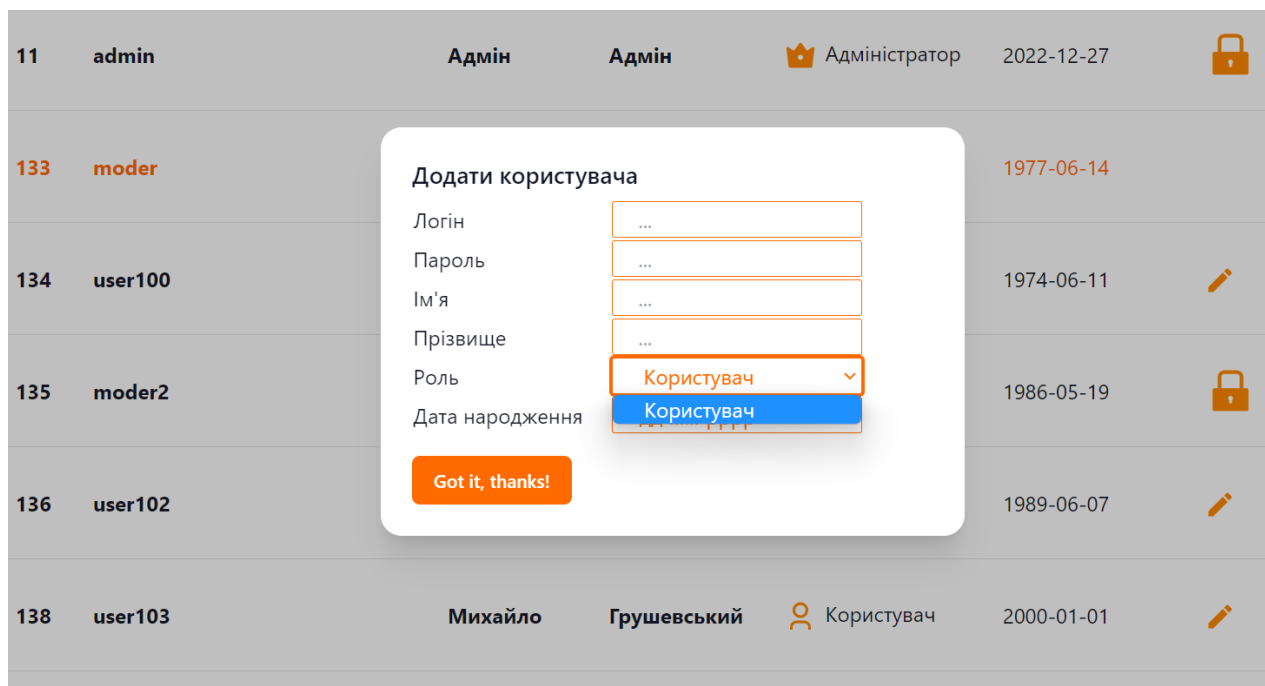 11 admin Адмін Адмін Адміністратор 2022-12-27
133 moder 1977-06-14
Додати користувача
Логін ...
Пароль ...
134 user100 1974-06-11
Ім'я ...
Прізвище ...
Роль Користувач
135 moder2 1986-05-19
Користувач
Дата народження
Got it, thanks!
136 user102 1989-06-07
138 user103 Михайло Грушевський Користувач 2000-01-01